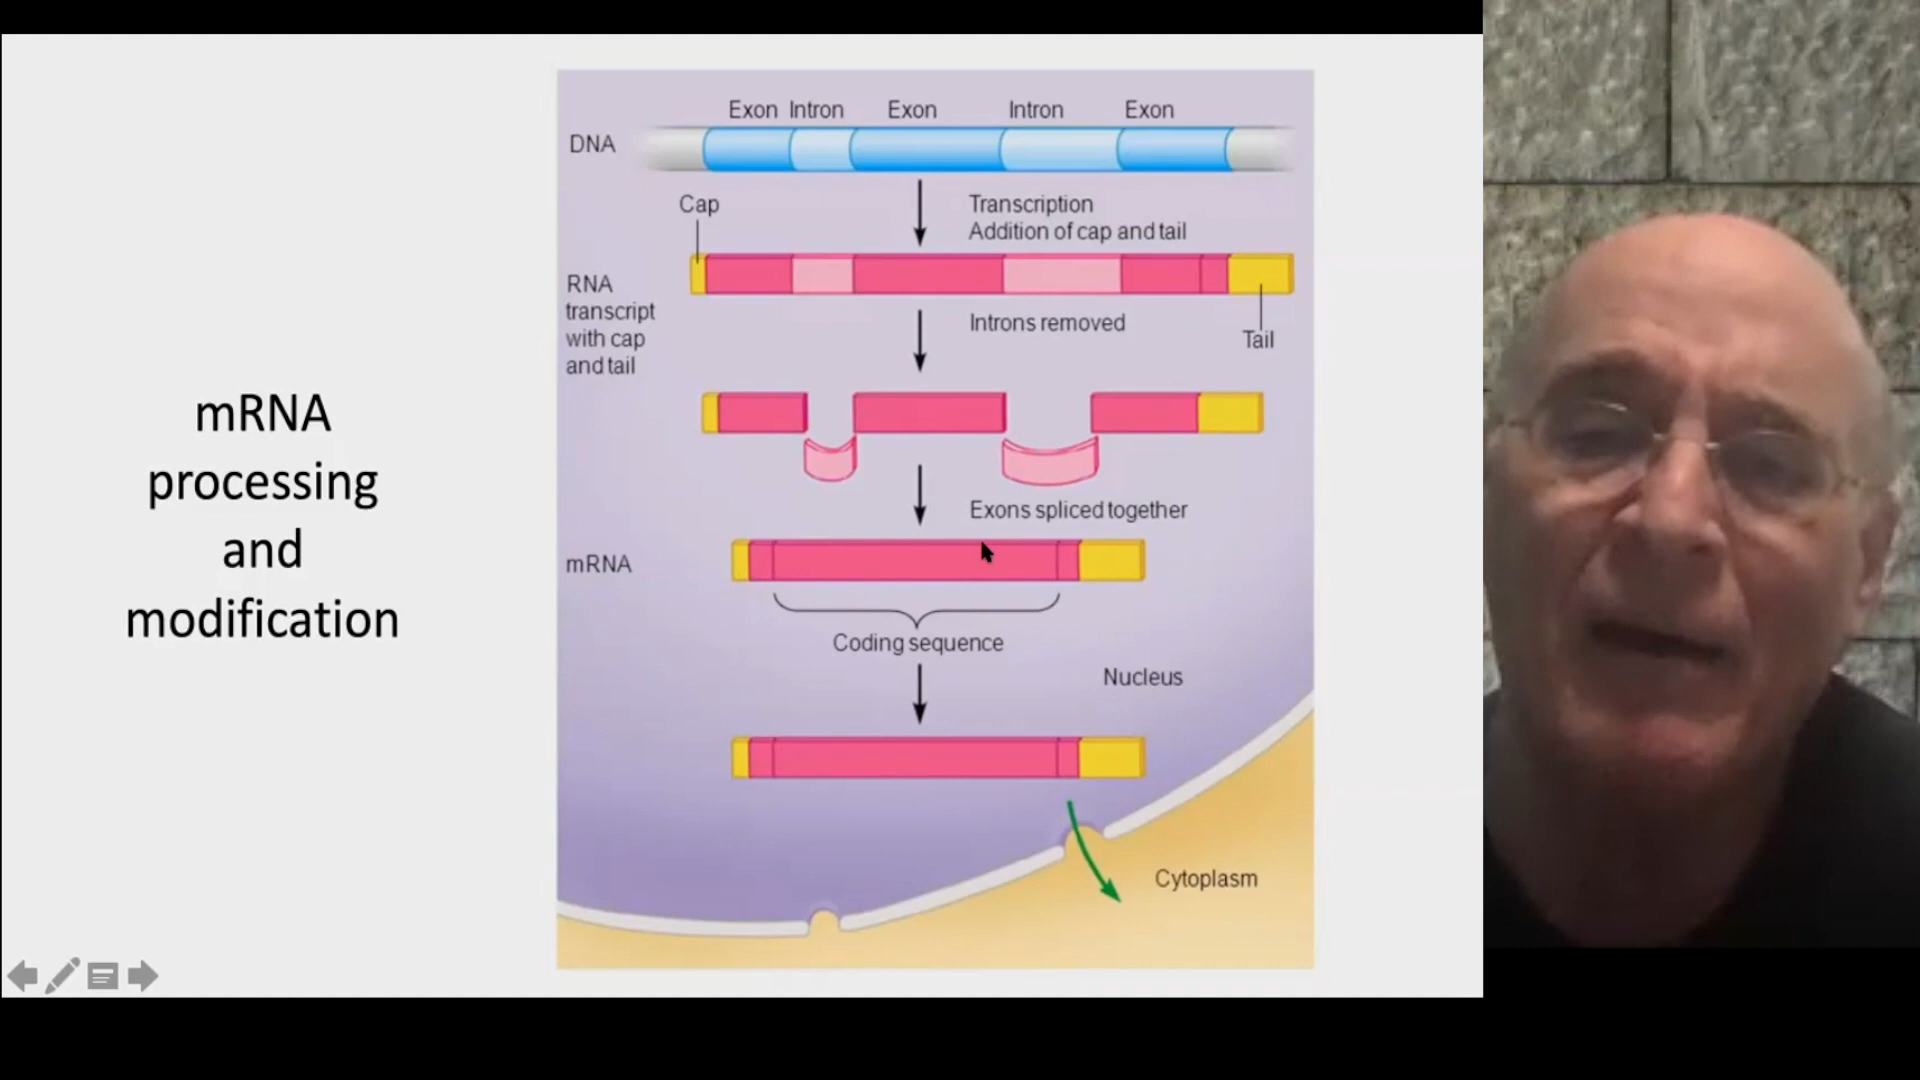 mRNA
processing
and
modification
Exon Intron Exon Intron Exon
DNA
Cap
Transcription
Addition of cap and tail
RNA
transcript
with cap
and tail
Introns removed
Tail
Exons spliced together
mRNA
Coding sequence
Nucleus
Cytoplasm